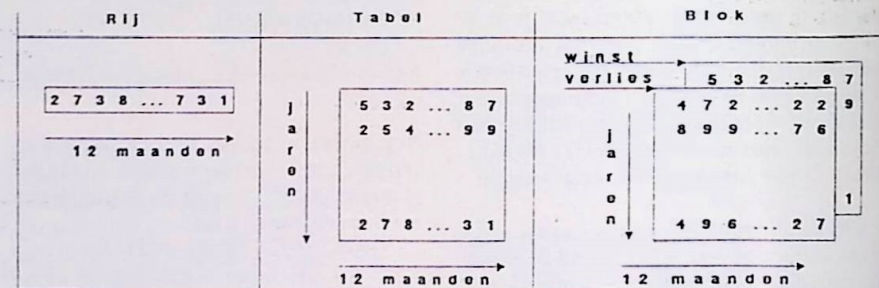 Rij
2 7 3 8 ... 7 3 1
12 maanden
Tabel
jaren
5 3 2 ... 8 7
2 5 4 ... 9 9
2 7 8 ... 3 1
12 maanden
Blok
winst
verlies
5 3 2 ... 8 7
4 7 2 ... 2 2 9
8 9 9 ... 7 6
jaren
1
4 9 6 ... 2 7
12 maanden